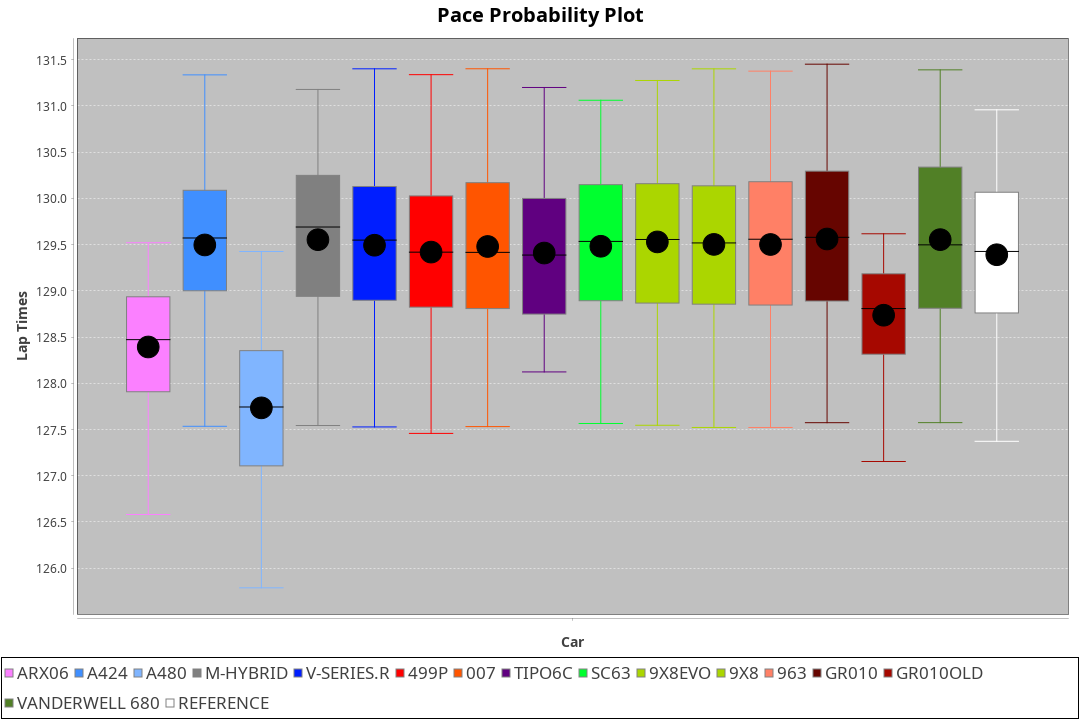 Pace Probability Plot
131.5
131.0
130.5
130.0
129.5
129.0
128.5
128.0
127.5
127.0
126.5
126.0
Lap Times
Car
ARX06 A424 A480 M-HYBRID V-SERIES.R 499P 007 TIPO6C SC63 9X8EVO 9X8 963 GR010 GR010OLD
VANDERWELL 680 REFERENCE